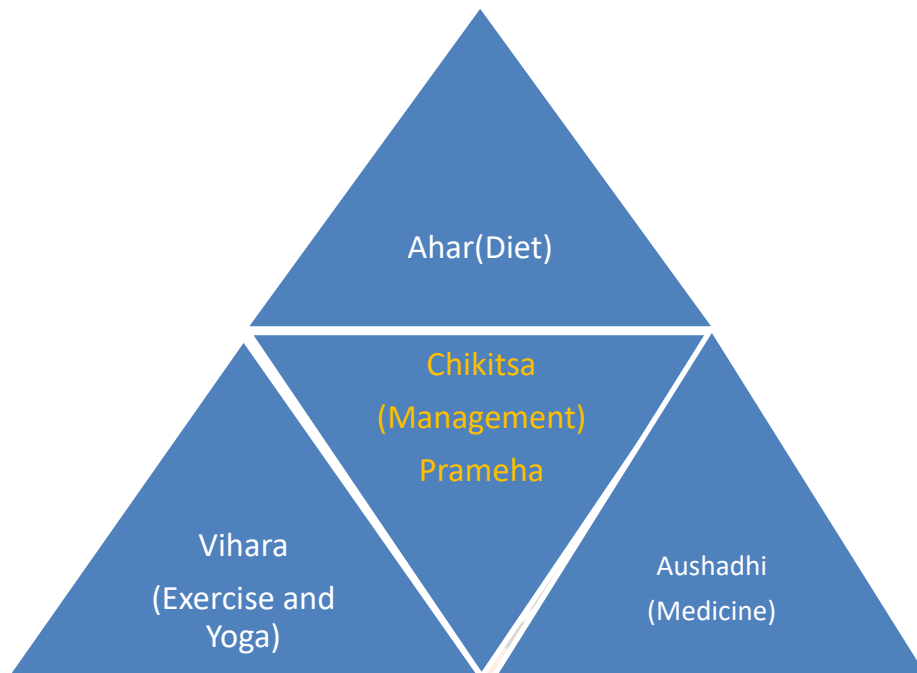 Ahar(Diet)
Chikitsa
(Management)
Prameha
Vihara
(Exercise and
Yoga)
Aushadhi
(Medicine)